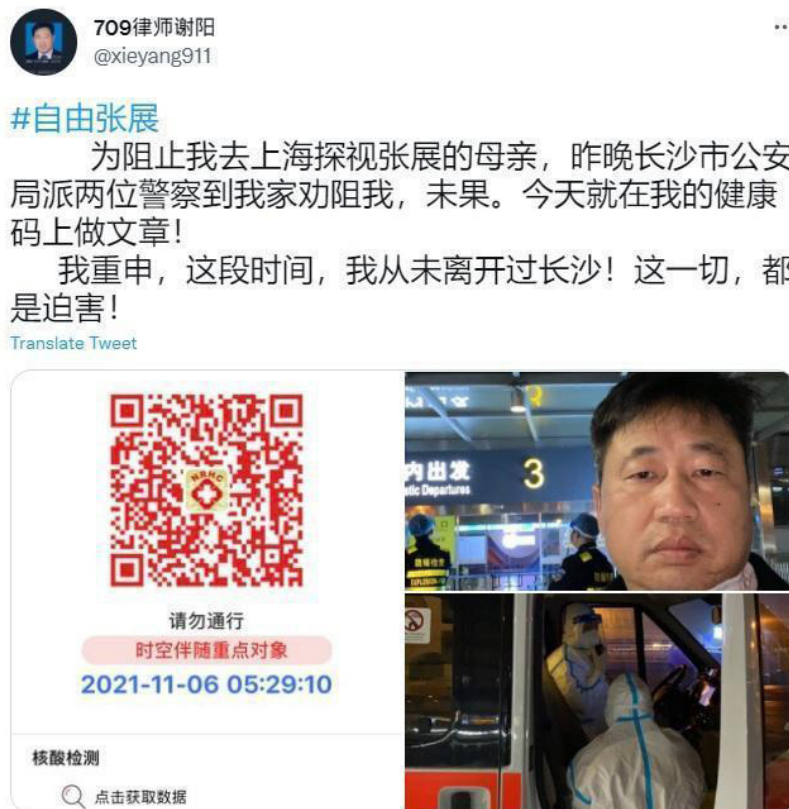 709律师谢阳
@xieyang911
#自由张展
为阻止我去上海探视张展的母亲，昨晚长沙市公安
局派两位警察到我家劝阻我，未果。今天就在我的健康
码上做文章！
我重申，这段时间，我从未离开过长沙！这一切，都
是迫害！
Translate Tweet
NRHC
请勿通行
时空伴随重点对象
2021-11-06 05:29:10
核酸检测
点击获取数据
内出发
3
stic Departures